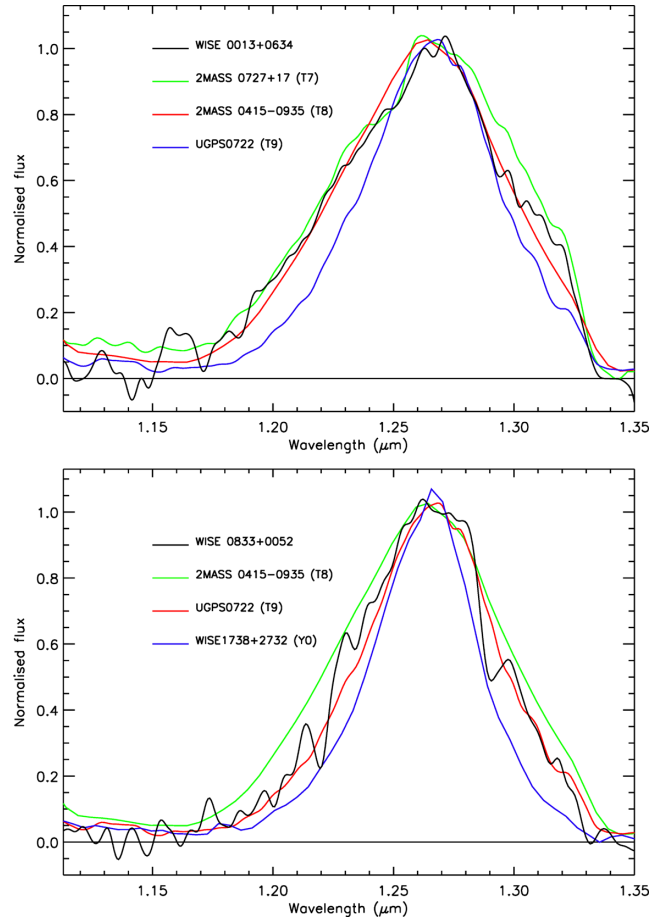 1.0
0.8
0.6
0.4
0.2
0.0
Normalised flux
WISE 0013+0634
2MASS 0727+17 (T7)
2MASS 0415-0935 (T8)
UGPS0722 (T9)
1.15 1.20 1.25 1.30 1.35
Wavelength (μm)
1.0
0.8
0.6
0.4
0.2
0.0
Normalised flux
WISE 0833+0052
2MASS 0415-0935 (T8)
UGPS0722 (T9)
WISE1738+2732 (Y0)
1.15 1.20 1.25 1.30 1.35
Wavelength (μm)